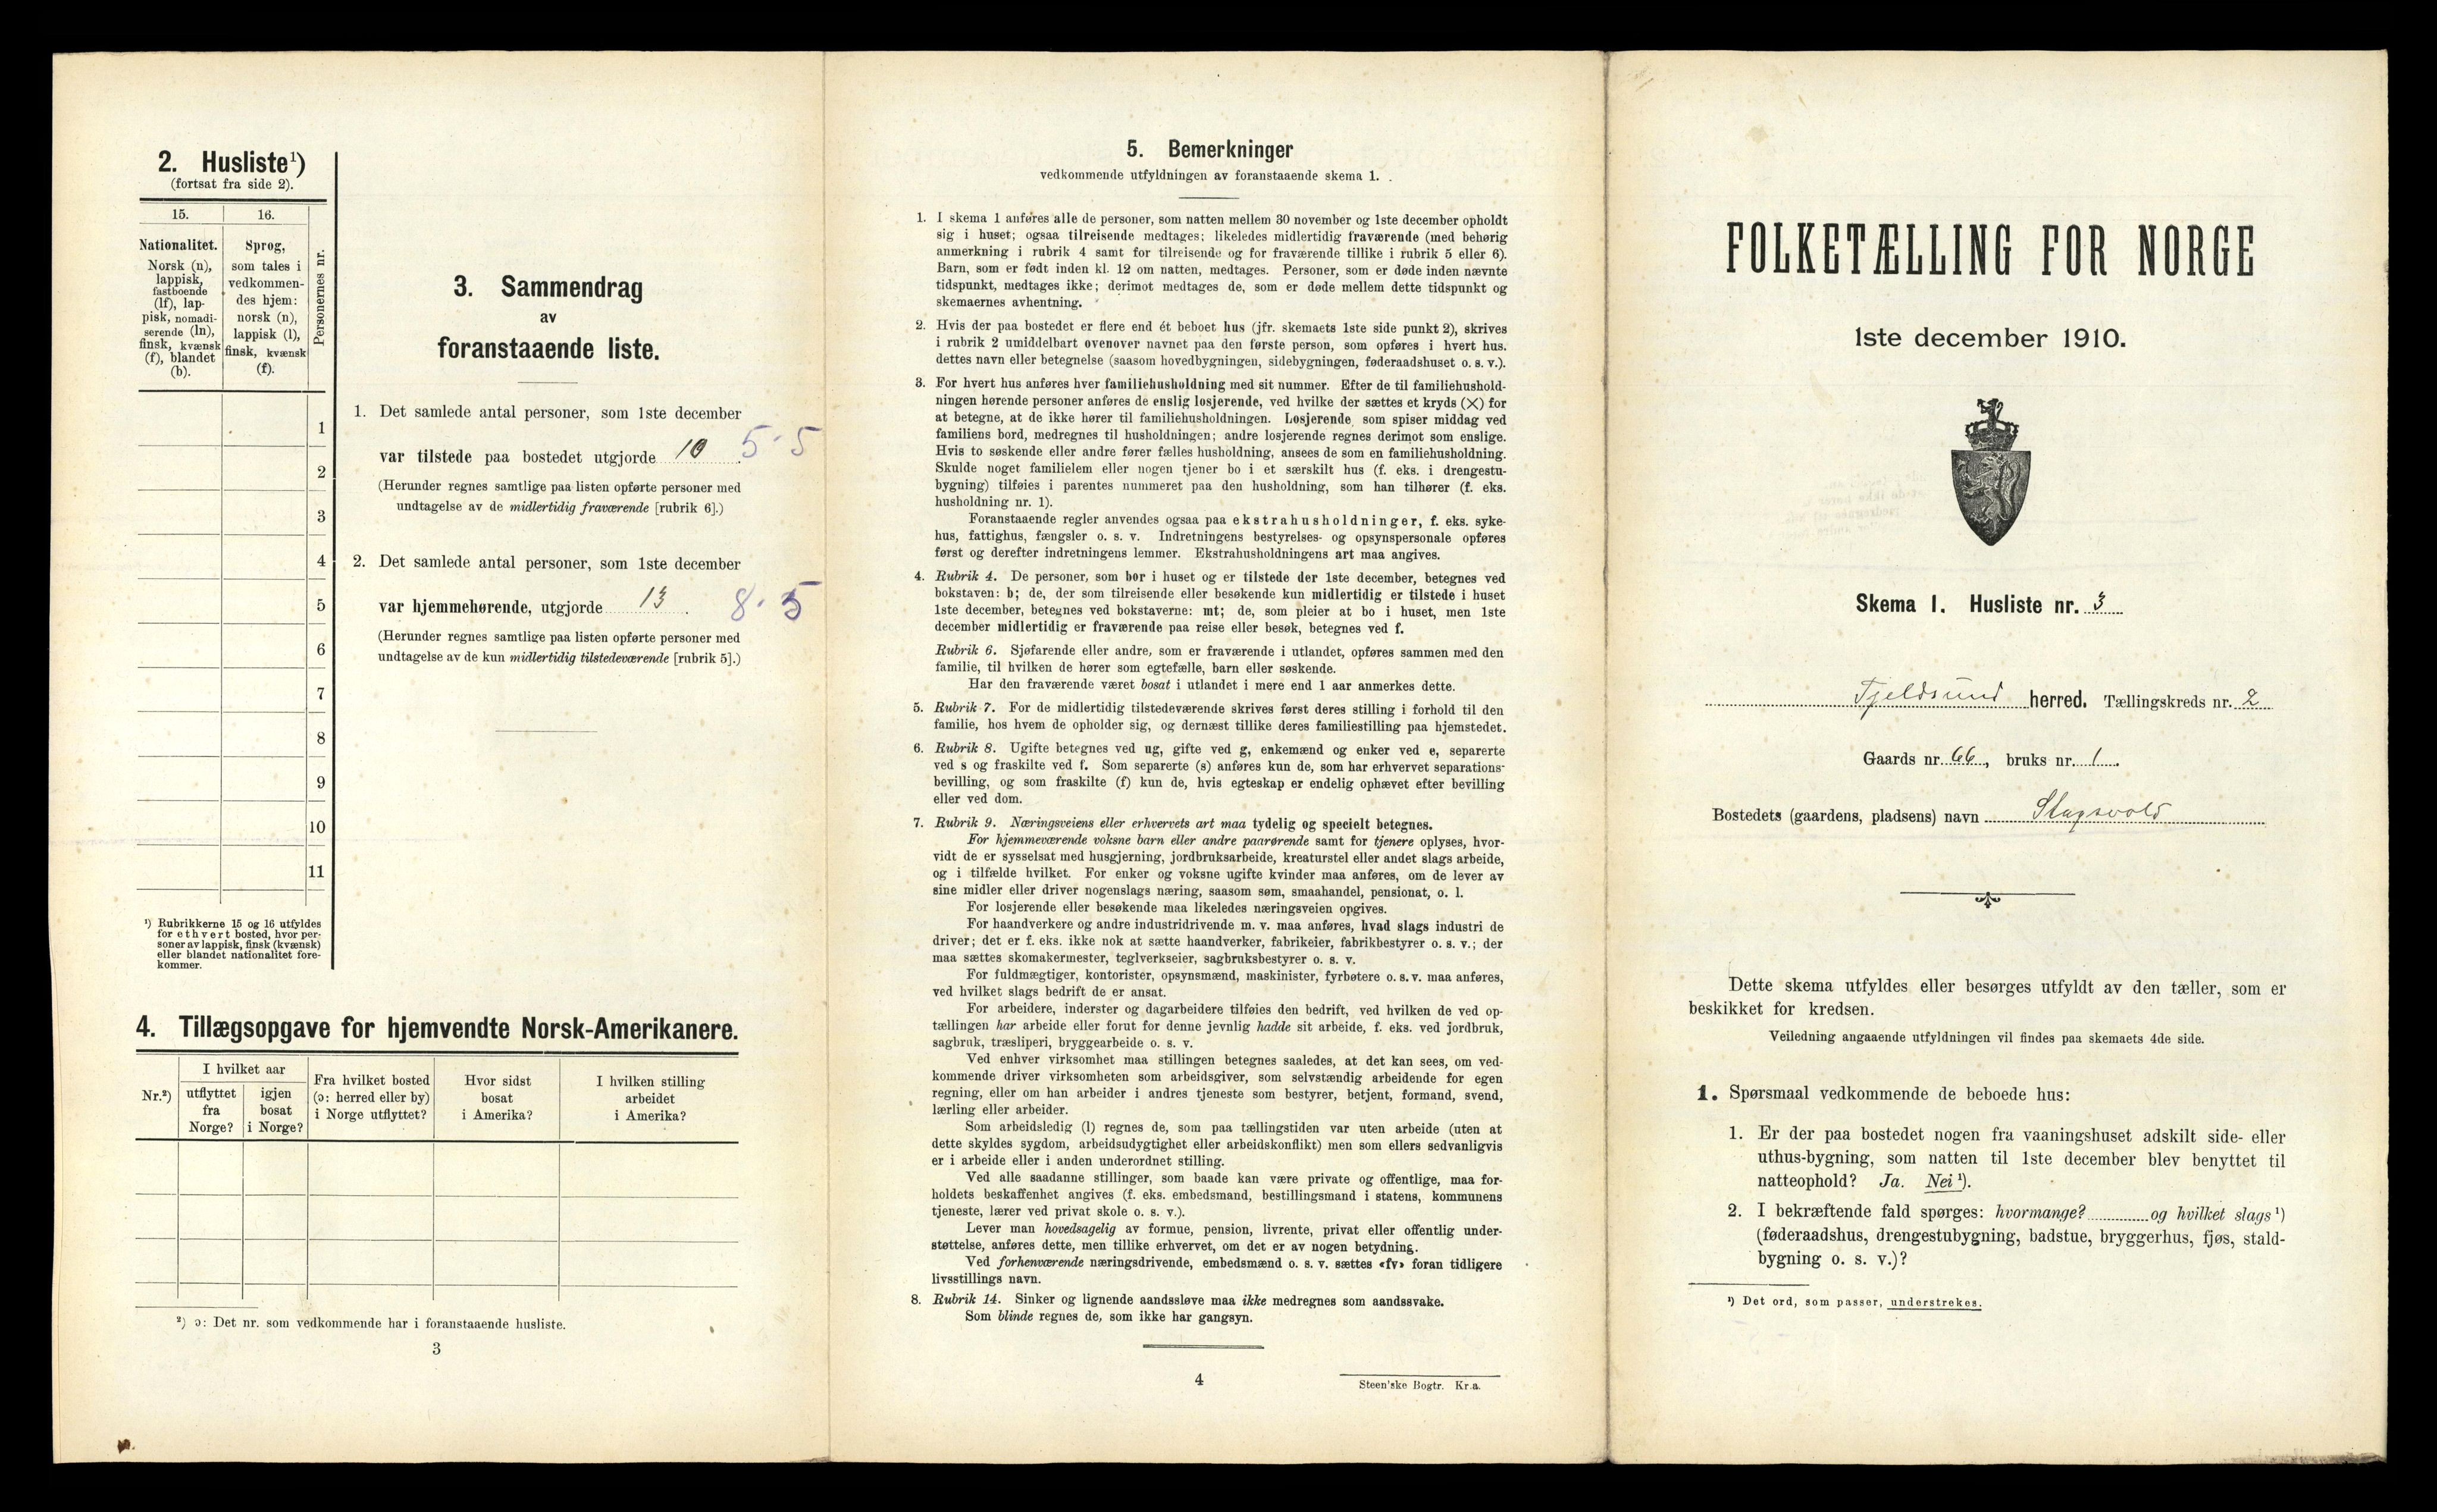 2. Husliste¹)
(fortsat fra side 2).
15.
16.
Nationalitet.
Norsk (n),
lappisk,
fastboende
(lf), lap-
pisk, nomadi-
serende (ln),
finsk, kvænsk
(f), blandet
(b).
Sprog,
som tales i
vedkommen-
des hjem:
norsk (n),
lappisk (l),
finsk, kvænsk
(f).
Personernes nr.
1
2
3
4
5
6
7
8
9
10
11
¹) Rubrikkerne 15 og 16 utfyldes
for ethvert bosted, hvor per-
soner av lappisk, finsk (kvænsk)
eller blandet nationalitet fore-
kommer.
3. Sammendrag
av
foranstaaende liste.
1. Det samlede antal personer, som 1ste december
var tilstede paa bostedet utgjorde 10. 5·5
(Herunder regnes samtlige paa listen opførte personer med
undtagelse av de midlertidig fraværende [rubrik 6].)
2. Det samlede antal personer, som 1ste december
var hjemmehørende, utgjorde 13. 8·5
(Herunder regnes samtlige paa listen opførte personer med
undtagelse av de kun midlertidig tilstedeværende [rubrik 5].)
4. Tillægsopgave for hjemvendte Norsk-Amerikanere.
Nr.²)
I hvilket aar
utflyttet
fra
Norge?
igjen
bosat
i Norge?
Fra hvilket bosted
(ɔ: herred eller by)
i Norge utflyttet?
Hvor sidst
bosat
i Amerika?
I hvilken stilling
arbeidet
i Amerika?
²) ɔ: Det nr. som vedkommende har i foranstaaende husliste.
3
5. Bemerkninger
vedkommende utfyldningen av foranstaaende skema 1.
1. I skema 1 anføres alle de personer, som natten mellem 30 november og 1ste december opholdt
sig i huset; ogsaa tilreisende medtages; likeledes midlertidig fraværende (med behørig
anmerkning i rubrik 4 samt for tilreisende og for fraværende tillike i rubrik 5 eller 6).
Barn, som er født inden kl. 12 om natten, medtages. Personer, som er døde inden nævnte
tidspunkt, medtages ikke; derimot medtages de, som er døde mellem dette tidspunkt og
skemaernes avhentning.
2. Hvis der paa bostedet er flere end ét beboet hus (jfr. skemaets 1ste side punkt 2), skrives
i rubrik 2 umiddelbart ovenover navnet paa den første person, som opføres i hvert hus.
dettes navn eller betegnelse (saasom hovedbygningen, sidebygningen, føderaadshuset o. s. v.).
3. For hvert hus anføres hver familiehusholdning med sit nummer. Efter de til familiehushold-
ningen hørende personer anføres de enslig losjerende, ved hvilke der sættes et kryds (×) for
at betegne, at de ikke hører til familiehusholdningen. Losjerende som spiser middag ved
familiens bord, medregnes til husholdningen; andre losjerende regnes derimot som enslige.
Hvis to søskende eller andre fører fælles husholdning, ansees de som en familiehusholdning.
Skulde noget familielem eller nogen tjener bo i et særskilt hus (f. eks. i drengestu-
bygning) tilføies i parentes nummeret paa den husholdning, som han tilhører (f. eks.
husholdning nr. 1).
Foranstaaende regler anvendes ogsaa paa ekstrahusholdninger, f. eks. syke-
hus, fattighus, fængsler o. s. v. Indretningens bestyrelses- og opsynspersonale opføres
først og derefter indretningens lemmer. Ekstrahusholdningens art maa angives.
4. Rubrik 4. De personer, som bor i huset og er tilstede der 1ste december, betegnes ved
bokstaven: b; de, der som tilreisende eller besøkende kun midlertidig er tilstede i huset
1ste december, betegnes ved bokstaverne: mt; de, som pleier at bo i huset, men 1ste
december midlertidig er fraværende paa reise eller besøk, betegnes ved f.
Rubrik 6. Sjøfarende eller andre, som er fraværende i utlandet, opføres sammen med den
familie, til hvilken de hører som egtefælle, barn eller søskende.
Har den fraværende været bosat i utlandet i mere end 1 aar anmerkes dette.
5. Rubrik 7. For de midlertidig tilstedeværende skrives først deres stilling i forhold til den
familie, hos hvem de opholder sig, og dernæst tillike deres familiestilling paa hjemstedet.
6. Rubrik 8. Ugifte betegnes ved ug, gifte ved g, enkemænd og enker ved e, separerte
ved s og fraskilte ved f. Som separerte (s) anføres kun de, som har erhvervet separations-
bevilling, og som fraskilte (f) kun de, hvis egteskap er endelig ophævet efter bevilling
eller ved dom.
7. Rubrik 9. Næringsveiens eller erhvervets art maa tydelig og specielt betegnes.
For hjemmeværende voksne barn eller andre paarørende samt for tjenere oplyses, hvor-
vidt de er sysselsat med husgjerning, jordbruksarbeide, kreaturstel eller andet slags arbeide,
og i tilfælde hvilket. For enker og voksne ugifte kvinder maa anføres, om de lever av
sine midler eller driver nogenslags næring, saasom søm, smaahandel, pensionat, o. l.
For losjerende eller besøkende maa likeledes næringsveien opgives.
For haandverkere og andre industridrivende m. v. maa anføres, hvad slags industri de
driver; det er f. eks. ikke nok at sætte haandverker, fabrikeier, fabrikbestyrer o. s. v.; der
maa sættes skomakermester, teglverkseier, sagbruksbestyrer o. s. v.
For fuldmægtiger, kontorister, opsynsmænd, maskinister, fyrbøtere o. s. v. maa anføres,
ved hvilket slags bedrift de er ansat.
For arbeidere, inderster og dagarbeidere tilføies den bedrift, ved hvilken de ved op-
tællingen har arbeide eller forut for denne jevnlig hadde sit arbeide, f. eks. ved jordbruk,
sagbruk, træsliperi, bryggearbeide o. s. v.
Ved enhver virksomhet maa stillingen betegnes saaledes, at det kan sees, om ved-
kommende driver virksomheten som arbeidsgiver, som selvstændig arbeidende for egen
regning, eller om han arbeider i andres tjeneste som bestyrer, betjent, formand, svend,
lærling eller arbeider.
Som arbeidsledig (l) regnes de, som paa tællingstiden var uten arbeide (uten at
dette skyldes sygdom, arbeidsudygtighet eller arbeidskonflikt) men som ellers sedvanligvis
er i arbeide eller i anden underordnet stilling.
Ved alle saadanne stillinger, som baade kan være private og offentlige, maa for-
holdets beskaffenhet angives (f. eks. embedsmand, bestillingsmand i statens, kommunens
tjeneste, lærer ved privat skole o. s. v.).
Lever man hovedsagelig av formue, pension, livrente, privat eller offentlig under-
støttelse, anføres dette, men tillike erhvervet, om det er av nogen betydning.
Ved forhenværende næringsdrivende, embedsmænd o. s. v. sættes «fv» foran tidligere
livsstillings navn.
8. Rubrik 14. Sinker og lignende aandssløve maa ikke medregnes som aandssvake.
Som blinde regnes de, som ikke har gangsyn.
4
Steen'ske Bogtr. Kr.a.
FOLKETÆLLING FOR NORGE
1ste december 1910.
Skema 1. Husliste nr. 3
Tjeldsund herred. Tællingskreds nr. 2
Gaards nr. 66, bruks nr. 1.
Bostedets (gaardens, pladsens) navn Stagsvold
Dette skema utfyldes eller besørges utfyldt av den tæller, som er
beskikket for kredsen.
Veiledning angaaende utfyldningen vil findes paa skemaets 4de side.
1. Spørsmaal vedkommende de beboede hus:
1. Er der paa bostedet nogen fra vaaningshuset adskilt side- eller
uthus-bygning, som natten til 1ste december blev benyttet til
natteophold? Ja. Nei¹).
2. I bekræftende fald spørges: hvormange? og hvilket slags¹)
(føderaadshus, drengestubygning, badstue, bryggerhus, fjøs, stald-
bygning o. s. v.)?
¹) Det ord, som passer, understrekes.